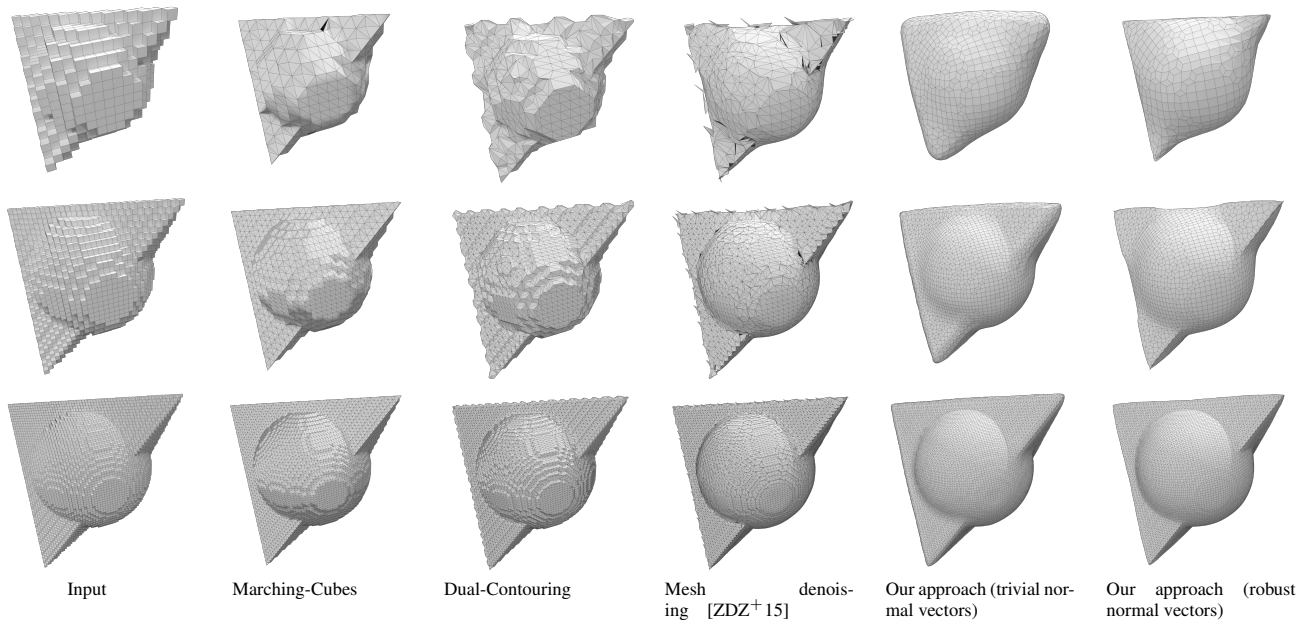 Input
Marching-Cubes
Dual-Contouring
Mesh denois-
ing [ZDZ+15]
Our approach (trivial nor-
mal vectors)
Our approach (robust
normal vectors)